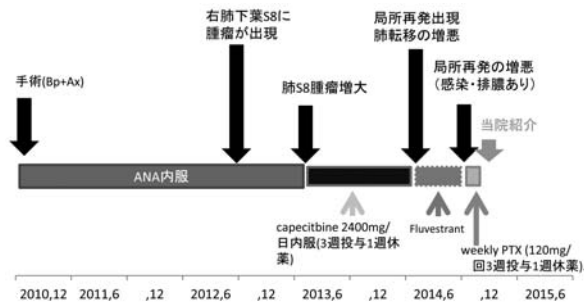 右肺下葉S8に
腫瘤が出現
局所再発出現
肺転移の増悪
手術(Bp+Ax)
肺S8腫瘤増大
局所再発の増悪
(感染・排膿あり)
当院紹介
ANA内服
capecitbine 2400mg/
日内服(3週投与1週休
薬)
Fluvestrant
weekly PTX (120mg/
回3週投与1週休薬)
2010,12 2011,6 ,12 2012,6 ,12 2013,6 ,12 2014,6 ,12 2015,6